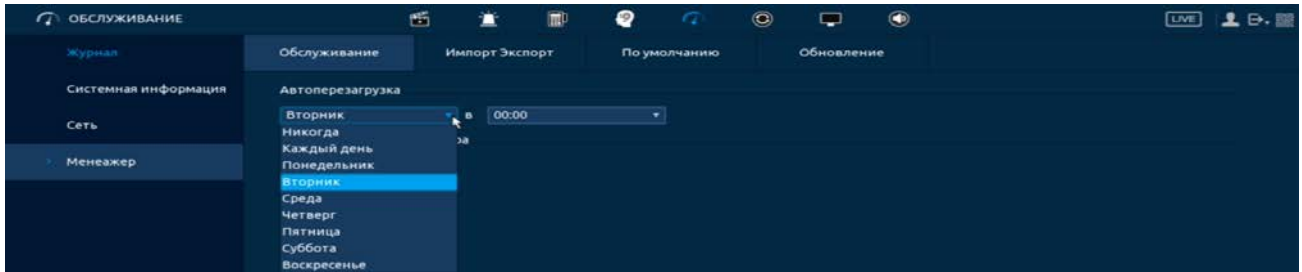 ОБСЛУЖИВАНИЕ
LIVE
Журнал
Обслуживание
Импорт Экспорт
По умолчанию
Обновление
Системная информация
Автоперезагрузка
Вторник
в
00:00
Сеть
Никогда
ра
Каждый день
Менеажер
Понедельник
Вторник
Среда
Четверг
Пятница
Суббота
Воскресенье